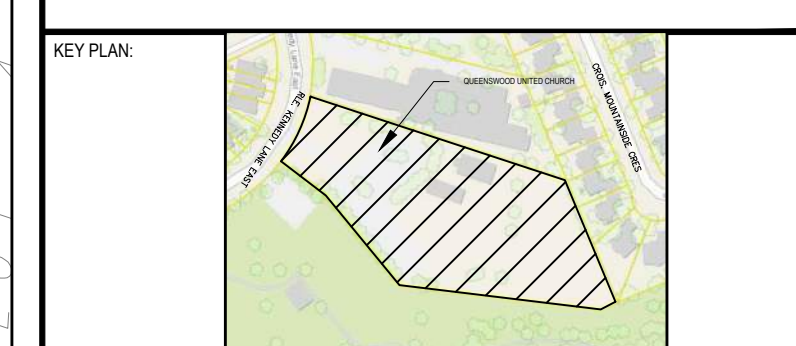 KEY PLAN:
QUEENSWOOD UNITED CHURCH
CROIS. MOUNTAINSIDE CRES
RLE. KENNEDY LANE EAST